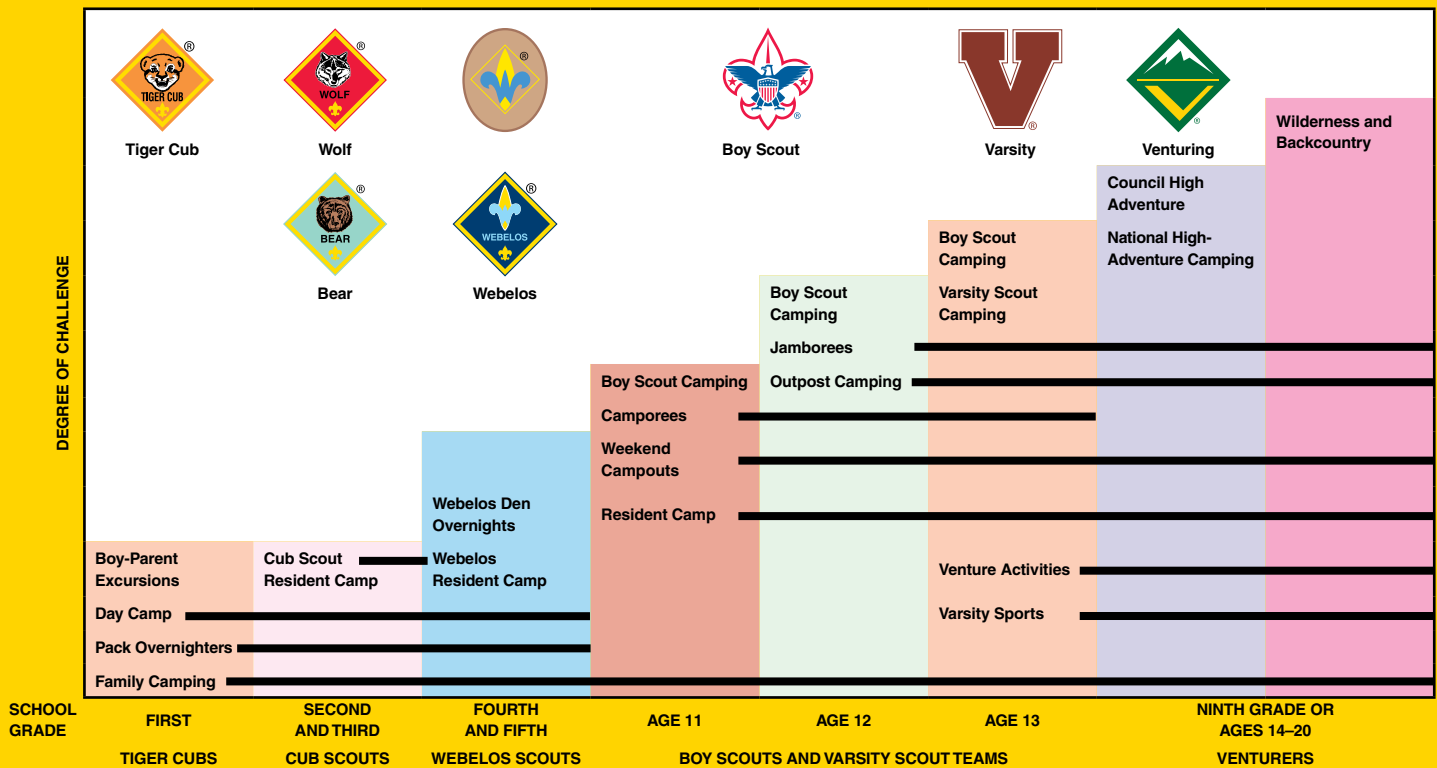 DEGREE OF CHALLENGE
®
TIGER CUB
Tiger Cub
®
WOLF
Wolf
®
BEAR
Bear
®
®
WEBELOS
Webelos
®
Boy Scout
V
®
Varsity
®
Venturing
Boy-Parent
Excursions
Day Camp
Pack Overnighters
Family Camping
Cub Scout
Resident Camp
Webelos Den
Overnights
Webelos
Resident Camp
Boy Scout Camping
Camporees
Weekend
Campouts
Resident Camp
Boy Scout
Camping
Jamborees
Outpost Camping
Boy Scout
Camping
Varsity Scout
Camping
Venture Activities
Varsity Sports
Council High
Adventure
National High-
Adventure Camping
Wilderness and
Backcountry
SCHOOL
GRADE
FIRST
SECOND
AND THIRD
FOURTH
AND FIFTH
AGE 11
AGE 12
AGE 13
NINTH GRADE OR
AGES 14–20
TIGER CUBS
CUB SCOUTS
WEBELOS SCOUTS
BOY SCOUTS AND VARSITY SCOUT TEAMS
VENTURERS